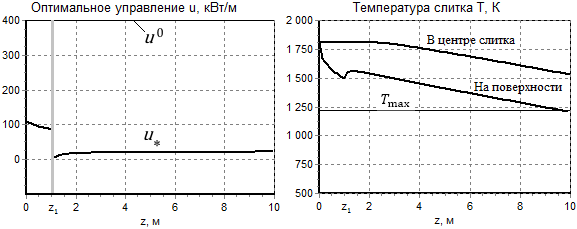 Оптимальное управление u, кВт/м
400
300
200
100
0
u⁰
u*
0
z₁
2
4
6
8
10
z, м
Температура слитка T, К
2 000
1 750
1 500
1 250
1 000
750
500
В центре слитка
На поверхности
Tmax
0
z₁
2
4
6
8
10
z, м